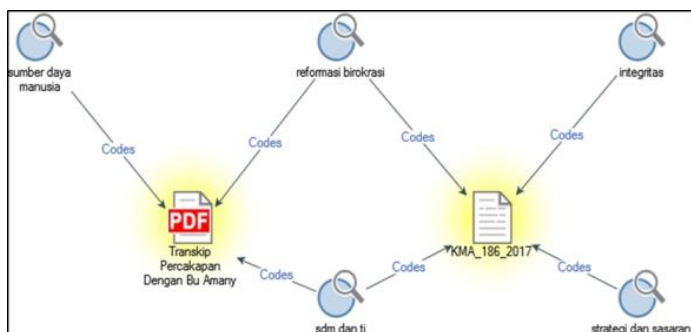 sumber daya
manusia
reformasi birokrasi
integritas
Codes
Codes
Codes
Codes
PDF
Transkip
Percakapan
Dengan Bu Amany
KMA_186_2017
Codes
Codes
Codes
sdm dan ti
strategi dan sasaran